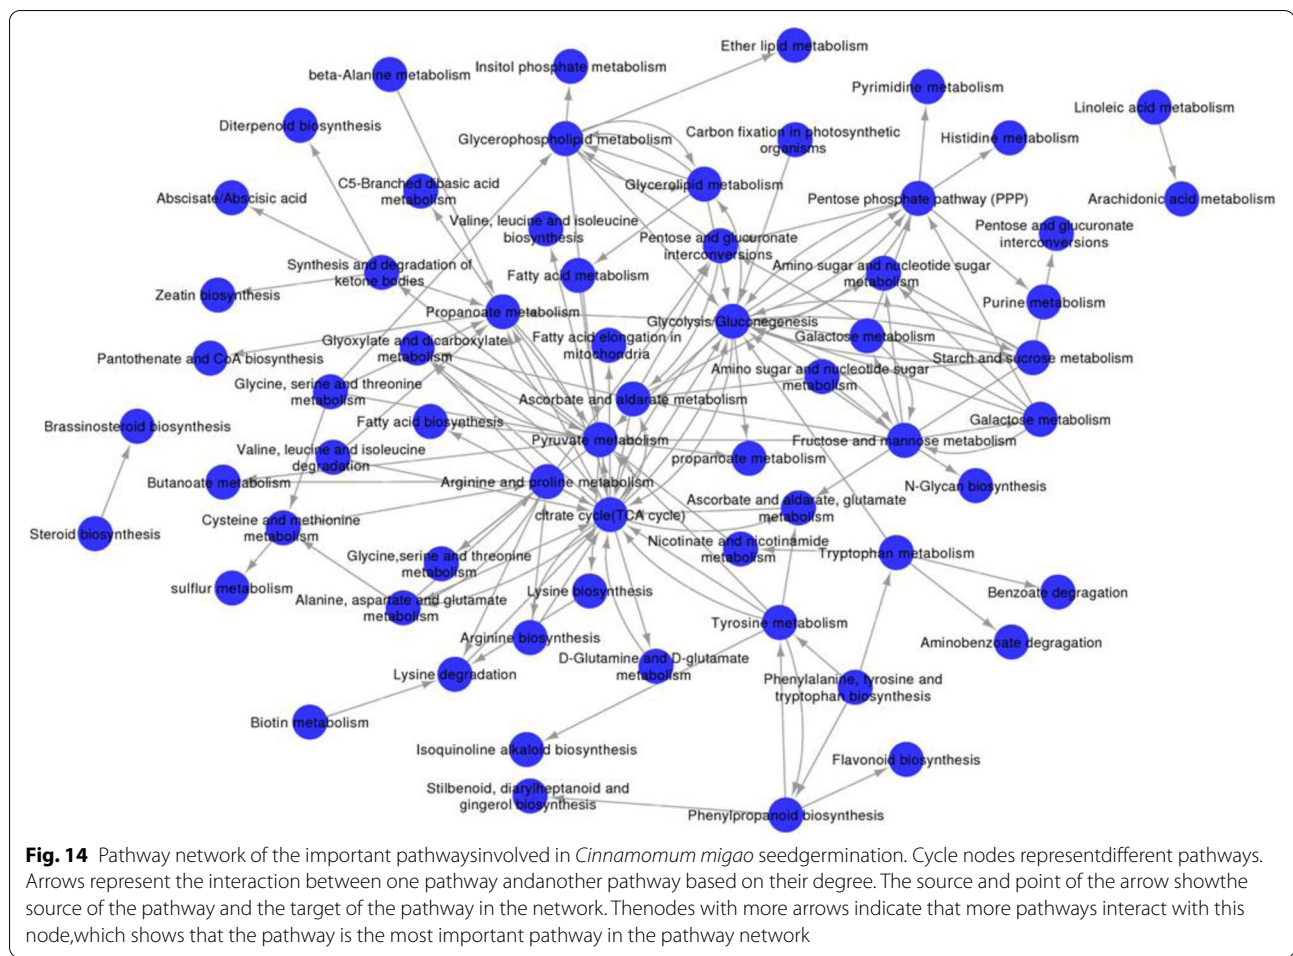 Ether lipid metabolism
Insitol phosphate metabolism
beta-Alanine metabolism
Pyrimidine metabolism
Linoleic acid metabolism
Diterpenoid biosynthesis
Glycerophospholipid metabolism
Carbon fixation in photosynthetic
organisms
Histidine metabolism
C5-Branched dibasic acid
metabolism
Glycerolipid metabolism
Abscisate/Abscisic acid
Pentose phosphate pathway (PPP)
Arachidonic acid metabolism
Valine, leucine and isoleucine
biosynthesis
Pentose and glucuronate
interconversions
Pentose and glucuronate
interconversions
Synthesis and degradation of
ketone bodies
Fatty acid metabolism
Amino sugar and nucleotide sugar
metabolism
Zeatin biosynthesis
Purine metabolism
Propanoate metabolism
Glycolysis/Gluconegenesis
Glyoxylate and dicarboxylate
metabolism
Fatty acid elongation in
mitochondria
Galactose metabolism
Pantothenate and CoA biosynthesis
Starch and sucrose metabolism
Amino sugar and nucleotide sugar
metabolism
Glycine, serine and threonine
metabolism
Ascorbate and aldarate metabolism
Fatty acid biosynthesis
Galactose metabolism
Brassinosteroid biosynthesis
Pyruvate metabolism
Fructose and mannose metabolism
Valine, leucine and isoleucine
degradation
propanoate metabolism
Butanoate metabolism
Arginine and proline metabolism
N-Glycan biosynthesis
Ascorbate and aldarate, glutamate
metabolism
citrate cycle(TCA cycle)
Cysteine and methionine
metabolism
Steroid biosynthesis
Nicotinate and nicotinamide
metabolism
Tryptophan metabolism
Glycine,serine and threonine
metabolism
sulflur metabolism
Lysine biosynthesis
Benzoate degragation
Alanine, aspartate and glutamate
metabolism
Tyrosine metabolism
Arginine biosynthesis
Aminobenzoate degragation
D-Glutamine and D-glutamate
metabolism
Lysine degradation
Phenylalanine, tyrosine and
tryptophan biosynthesis
Biotin metabolism
Isoquinoline alkaloid biosynthesis
Flavonoid biosynthesis
Stilbenoid, diarylheptanoid and
gingerol biosynthesis
Phenylpropanoid biosynthesis
Fig. 14 Pathway network of the important pathwaysinvolved in Cinnamomum migao seedgermination. Cycle nodes representdifferent pathways.
Arrows represent the interaction between one pathway andanother pathway based on their degree. The source and point of the arrow showthe
source of the pathway and the target of the pathway in the network. Thenodes with more arrows indicate that more pathways interact with this
node,which shows that the pathway is the most important pathway in the pathway network